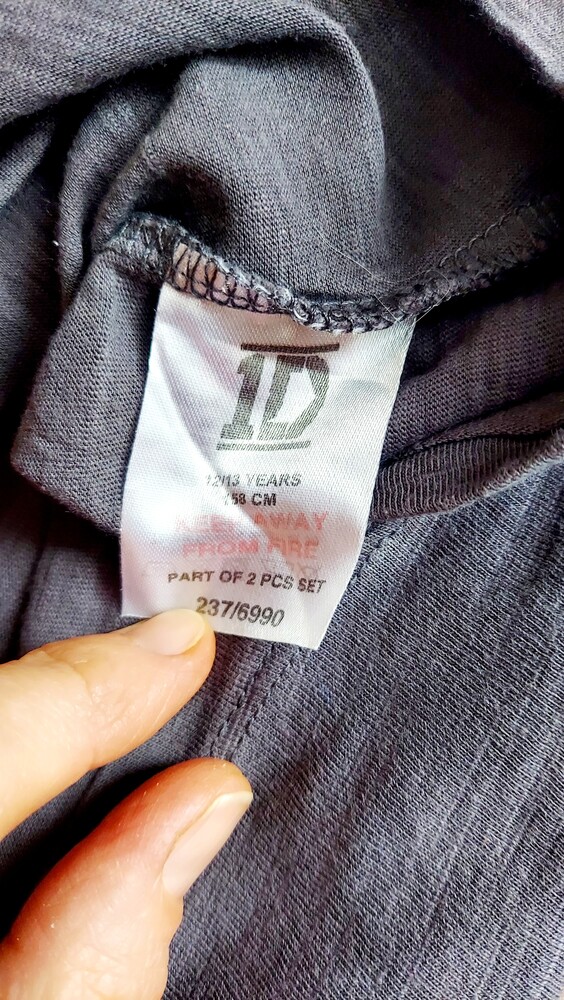 1D
12/13 YEARS
158 CM
KEEP AWAY
FROM FIRE
PART OF 2 PCS SET
237/6990